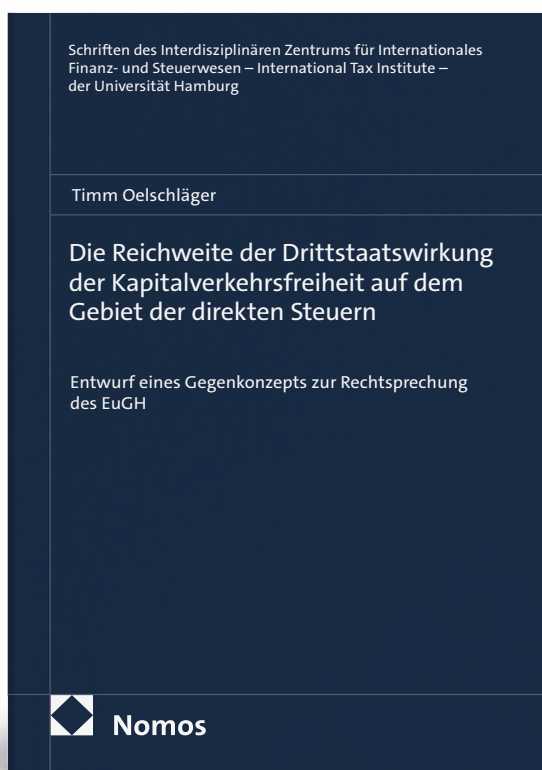 Schriften des Interdisziplinären Zentrums für Internationales
Finanz- und Steuerwesen – International Tax Institute –
der Universität Hamburg
Timm Oelschläger
Die Reichweite der Drittstaatswirkung
der Kapitalverkehrsfreiheit auf dem
Gebiet der direkten Steuern
Entwurf eines Gegenkonzepts zur Rechtsprechung
des EuGH
Nomos